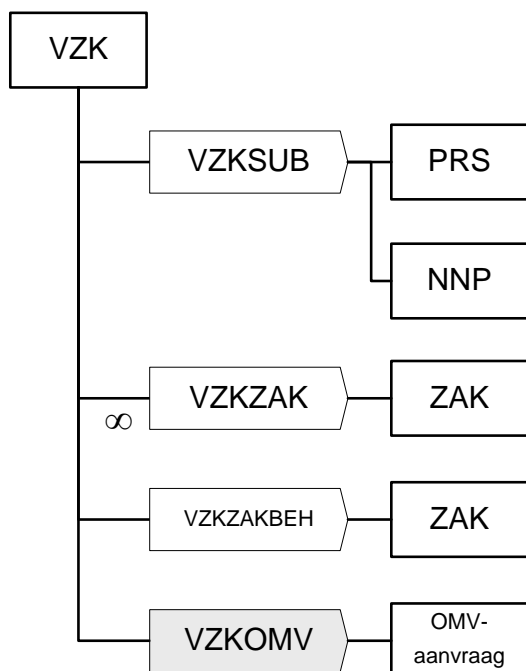 VZK
VZKSUB
PRS
NNP
VZKZAK
ZAK
∞
VZKZAKBEH
ZAK
VZKOMV
OMV-
aanvraag